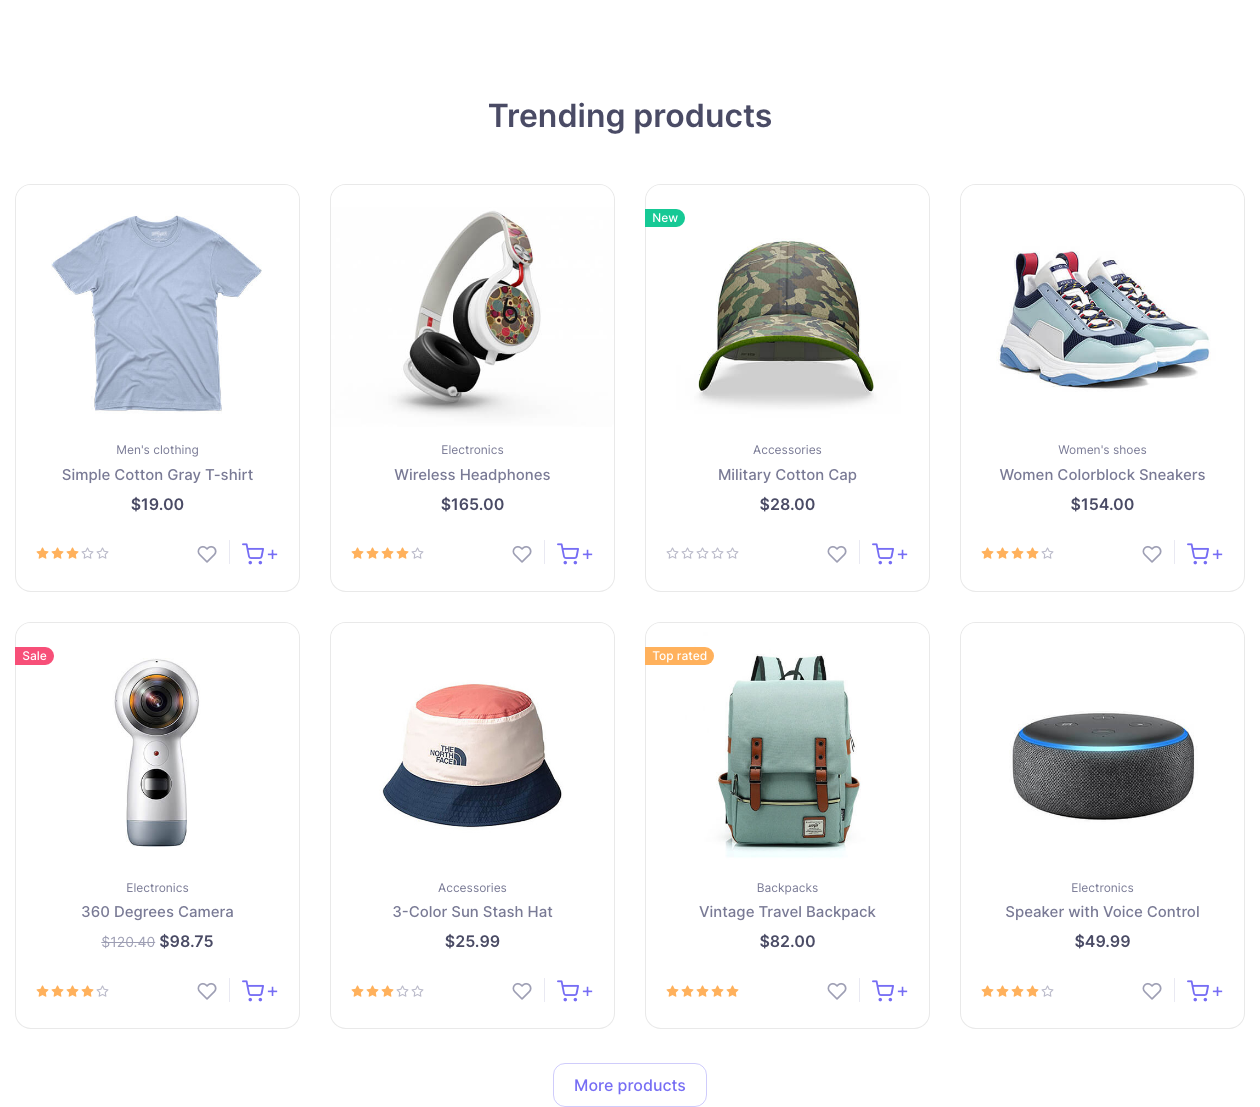 Trending products
Men's clothing
Simple Cotton Gray T-shirt
$19.00
Electronics
Wireless Headphones
$165.00
New
Accessories
Military Cotton Cap
$28.00
Women's shoes
Women Colorblock Sneakers
$154.00
Sale
Electronics
360 Degrees Camera
$120.40 $98.75
THE
NORTH
FACE
Accessories
3-Color Sun Stash Hat
$25.99
Top rated
Backpacks
Vintage Travel Backpack
$82.00
Electronics
Speaker with Voice Control
$49.99
More products